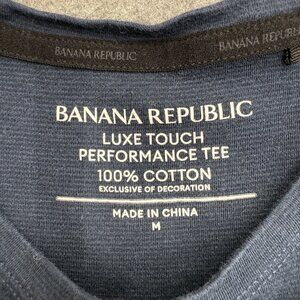 BANANA REPUBLIC
BANANA REPUBLIC
BANANA REPUBLIC
LUXE TOUCH
PERFORMANCE TEE
100% COTTON
EXCLUSIVE OF DECORATION
MADE IN CHINA
M